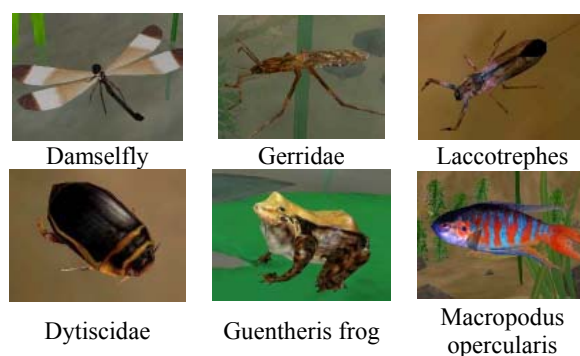 Damselfly
Gerridae
Laccotrephes
Dytiscidae
Guentheris frog
Macropodus
opercularis